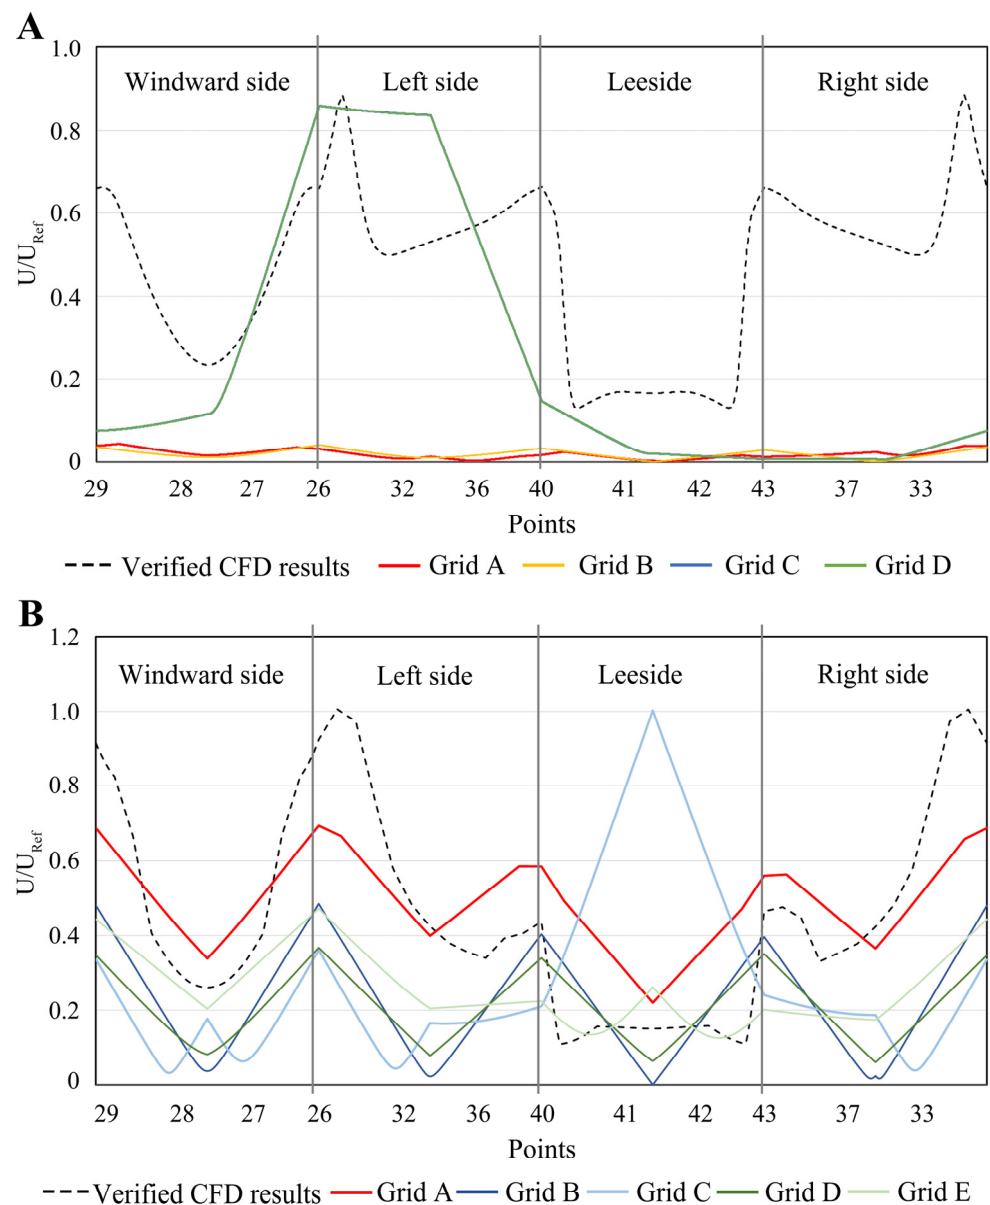 A
1.0
Windward side Left side Leeside Right side
0.8
0.6
U/U_Ref
0.4
0.2
0
29 28 27 26 32 36 40 41 42 43 37 33
Points
Verified CFD results Grid A Grid B Grid C Grid D
B
1.2
Windward side Left side Leeside Right side
1.0
0.8
0.6
U/U_Ref
0.4
0.2
0
29 28 27 26 32 36 40 41 42 43 37 33
Points
Verified CFD results Grid A Grid B Grid C Grid D Grid E